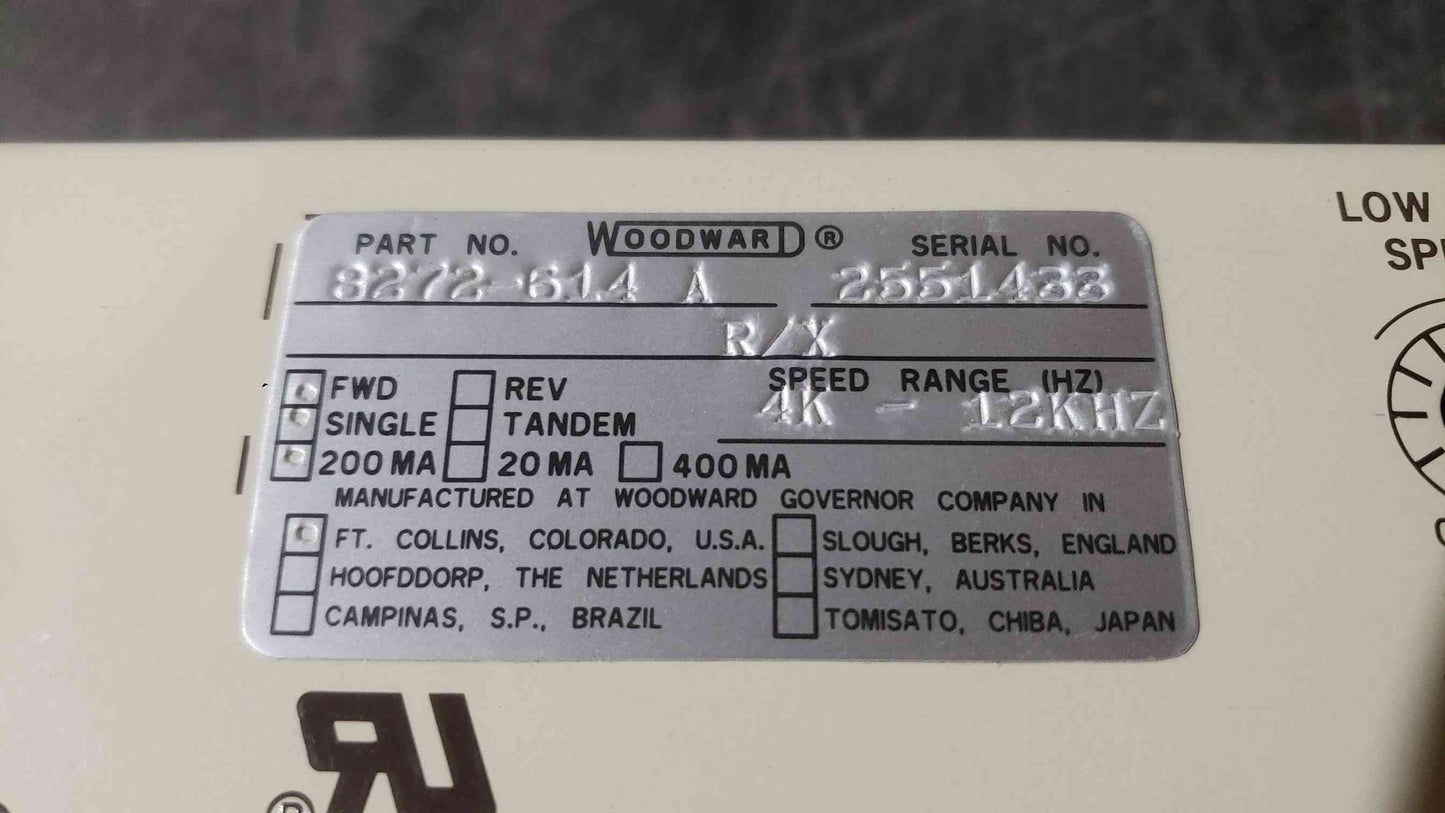 PART NO. WOODWARD® SERIAL NO.
8272-614 A 2551433
R/X
FWD REV SPEED RANGE (HZ)
SINGLE TANDEM 4K - 12KHZ
200 MA 20 MA 400 MA
MANUFACTURED AT WOODWARD GOVERNOR COMPANY IN
FT. COLLINS, COLORADO, U.S.A. SLOUGH, BERKS, ENGLAND
HOOFDDORP, THE NETHERLANDS SYDNEY, AUSTRALIA
CAMPINAS, S.P., BRAZIL TOMISATO, CHIBA, JAPAN
LOW